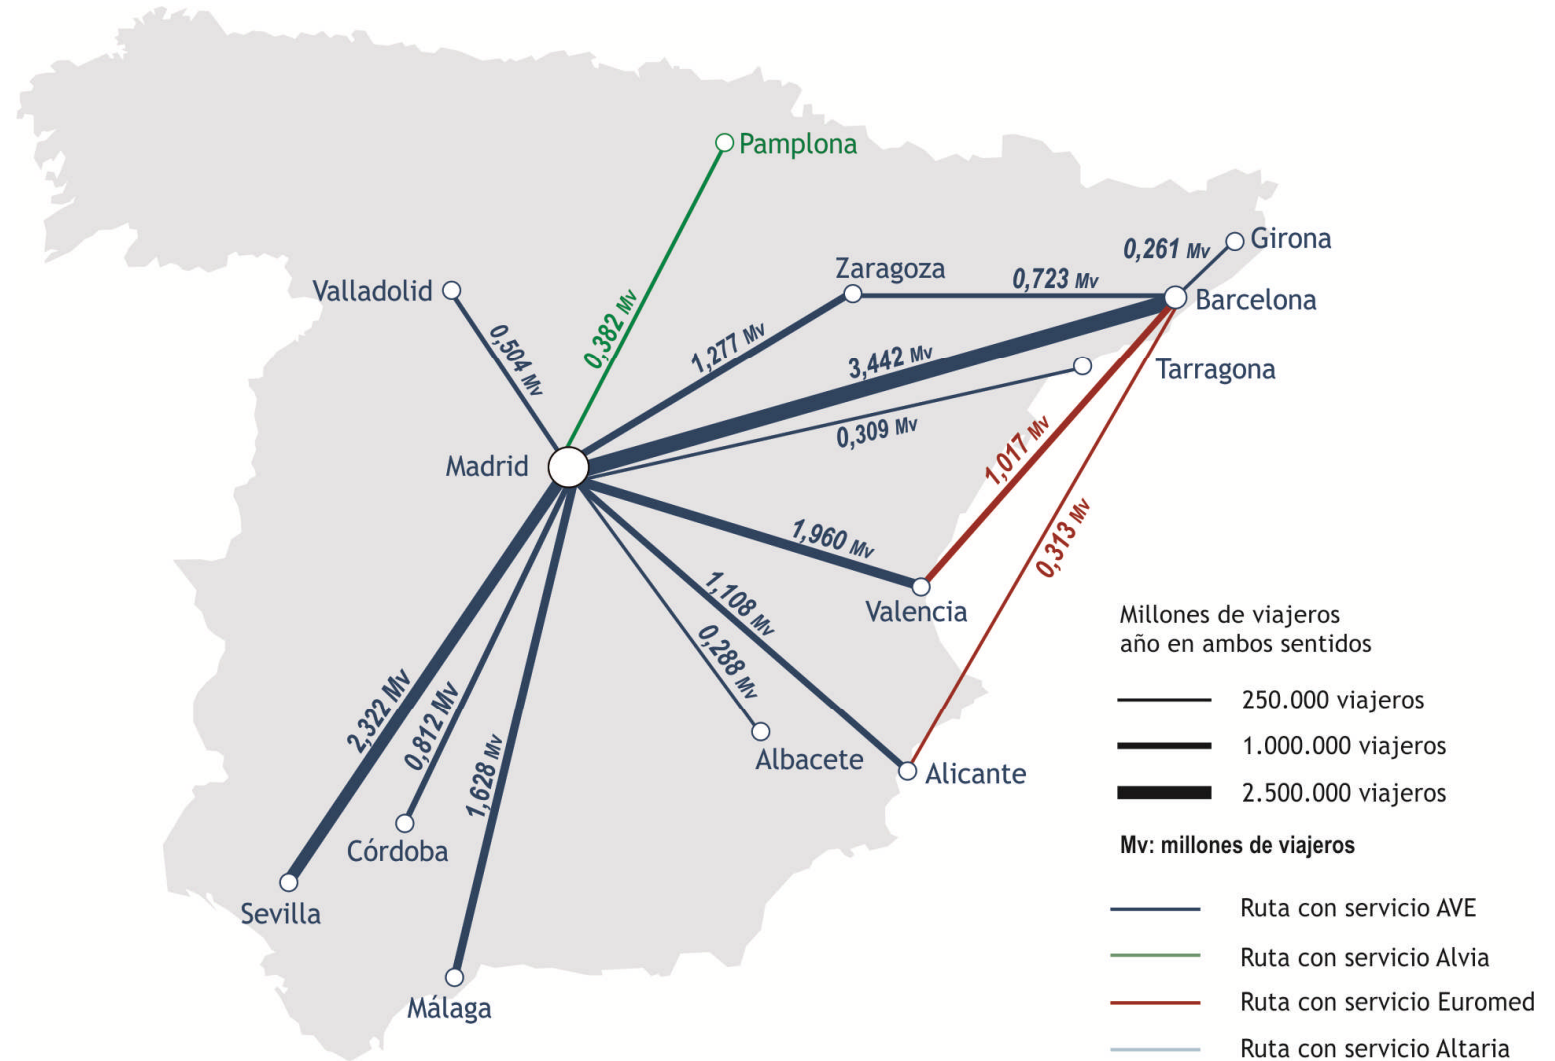 Pamplona
Girona
0,261 Mv
Zaragoza
0,723 Mv
Valladolid
Barcelona
0,382 Mv
0,504 Mv
1,277 Mv
3,442 Mv
Tarragona
0,309 Mv
Madrid
1,017 Mv
1,960 Mv
0,313 Mv
Valencia
1,108 Mv
0,288 Mv
2,322 Mv
0,812 Mv
1,628 Mv
Albacete
Alicante
Córdoba
Sevilla
Málaga
Millones de viajeros
año en ambos sentidos
250.000 viajeros
1.000.000 viajeros
2.500.000 viajeros
Mv: millones de viajeros
Ruta con servicio AVE
Ruta con servicio Alvia
Ruta con servicio Euromed
Ruta con servicio Altaria